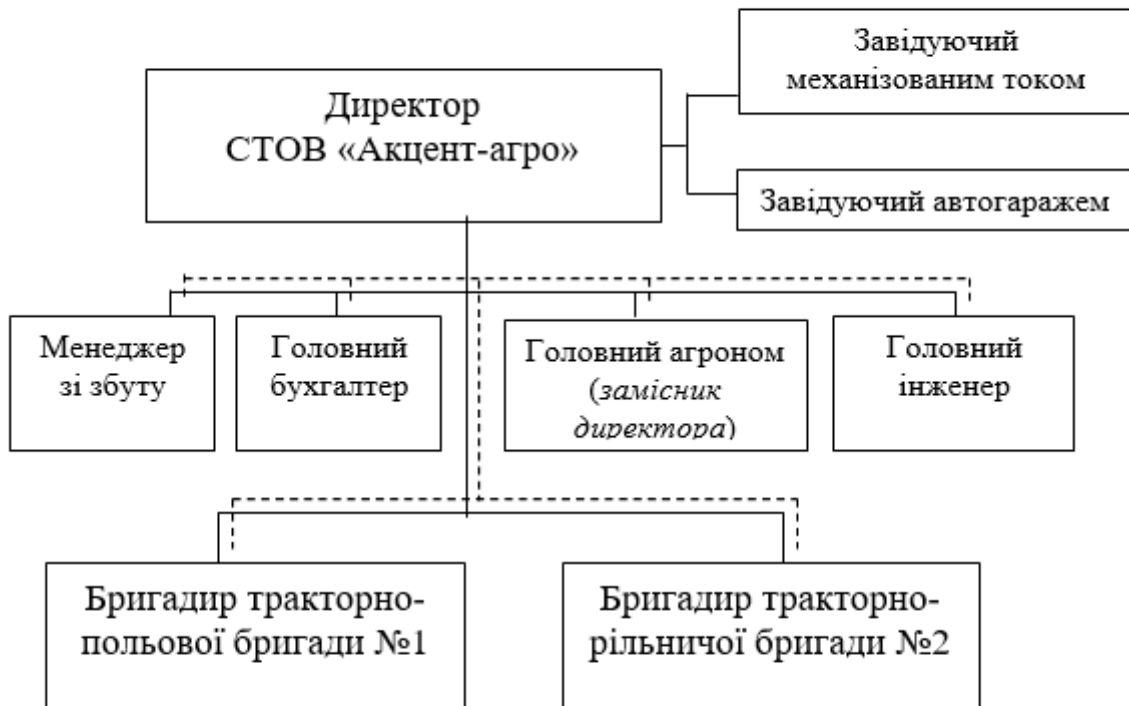 Завідуючий
механізованим током
Директор
СТОВ «Акцент-агро»
Завідуючий автогаражем
Менеджер
зі збуту
Головний
бухгалтер
Головний агроном
(замісник
директора)
Головний
інженер
Бригадир тракторно-
польової бригади №1
Бригадир тракторно-
рільничої бригади №2